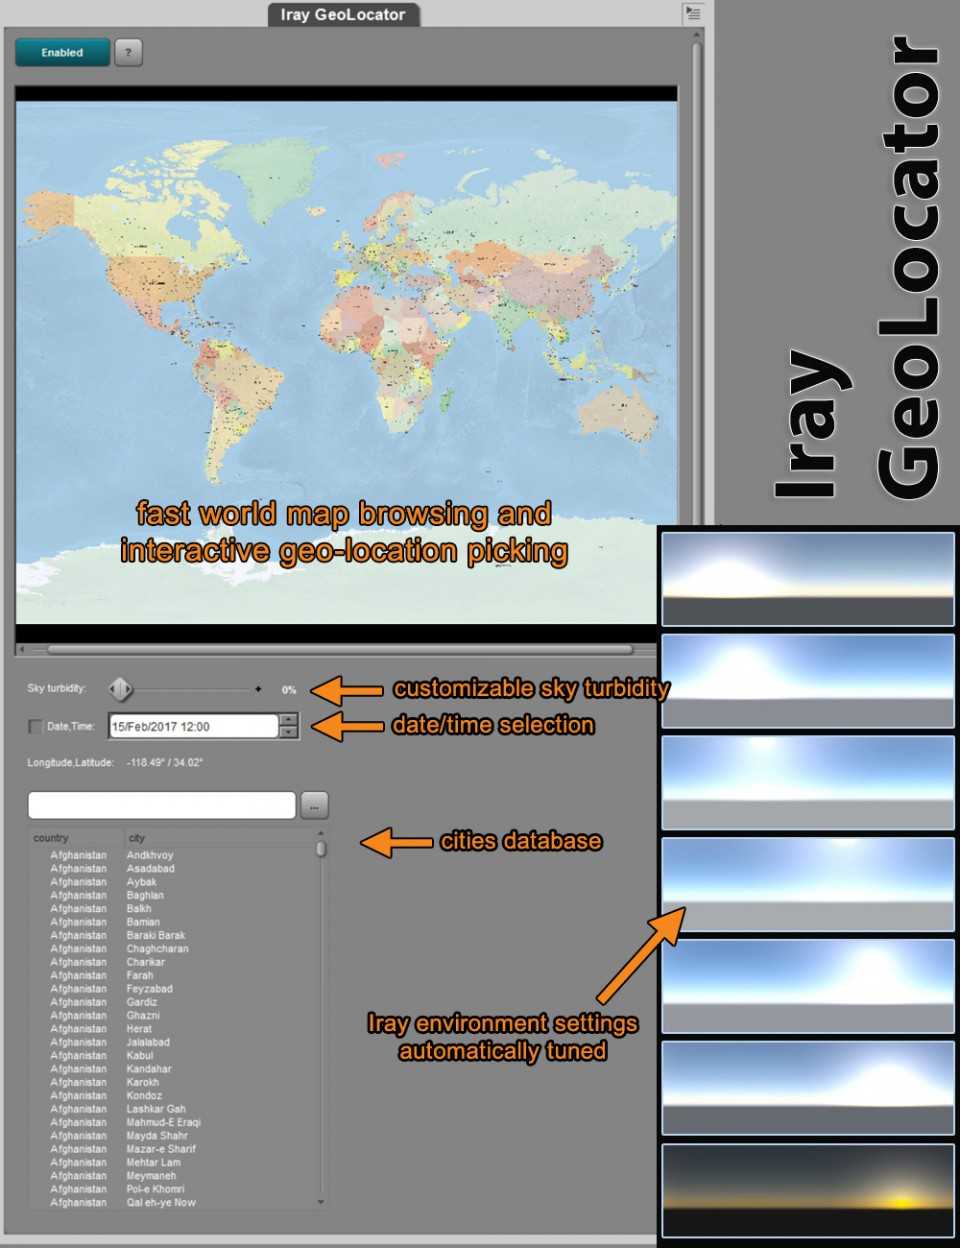 Iray GeoLocator
Enabled
?
Iray
GeoLocator
fast world map browsing and
interactive geo-location picking
Sky turbidity:
0%
customizable sky turbidity
Date,Time:
15/Feb/2017 12:00
date/time selection
Longitude,Latitude:
-118.49° / 34.02°
...
cities database
country city
Afghanistan Andkhvoy
Afghanistan Asadabad
Afghanistan Aybak
Afghanistan Baghlan
Afghanistan Balkh
Afghanistan Bamian
Afghanistan Baraki Barak
Afghanistan Chaghcharan
Afghanistan Charikar
Afghanistan Farah
Afghanistan Feyzabad
Afghanistan Gardiz
Afghanistan Ghazni
Afghanistan Herat
Afghanistan Jalalabad
Afghanistan Kabul
Afghanistan Kandahar
Afghanistan Karokh
Afghanistan Kondoz
Afghanistan Lashkar Gah
Afghanistan Mahmud-E Eraqi
Afghanistan Mayda Shahr
Afghanistan Mazar-e Sharif
Afghanistan Mehtar Lam
Afghanistan Meymaneh
Afghanistan Pol-e Khomri
Afghanistan Qal eh-ye Now
Iray environment settings
automatically tuned